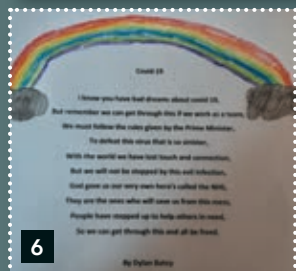 Covid 19
I know you have bad dreams about covid 19,
But remember we can get through this if we work as a team,
We must follow the rules given by the Prime Minister,
To defeat this virus that is so sinister.
With the world we have lost touch and connection,
But we will not be stopped by this evil infection,
God gave us our very own hero's called the NHS,
They are the ones who will save us from this mess,
People have stepped up to help others in need,
So we can get through this and all be freed.
By Dylan
6